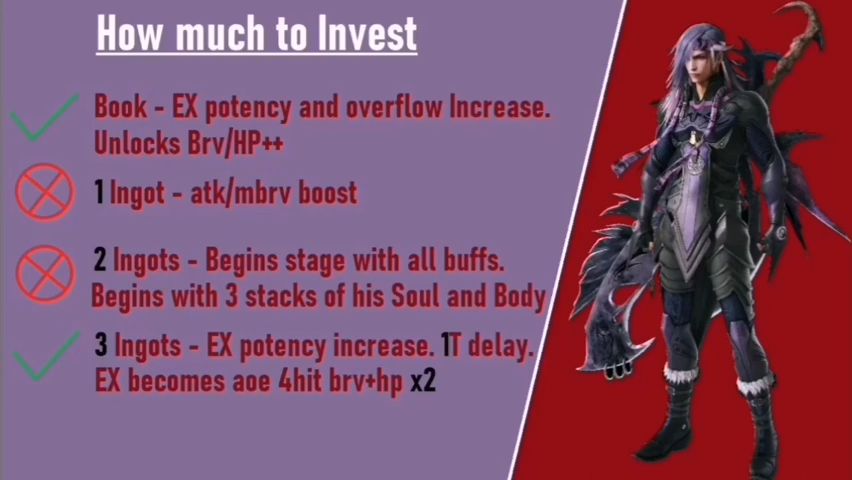 How much to Invest
Book - EX potency and overflow Increase.
Unlocks Brv/HP++
1 Ingot - atk/mbrv boost
2 Ingots - Begins stage with all buffs.
Begins with 3 stacks of his Soul and Body
3 Ingots - EX potency increase. 1T delay.
EX becomes aoe 4hit brv+hp x2